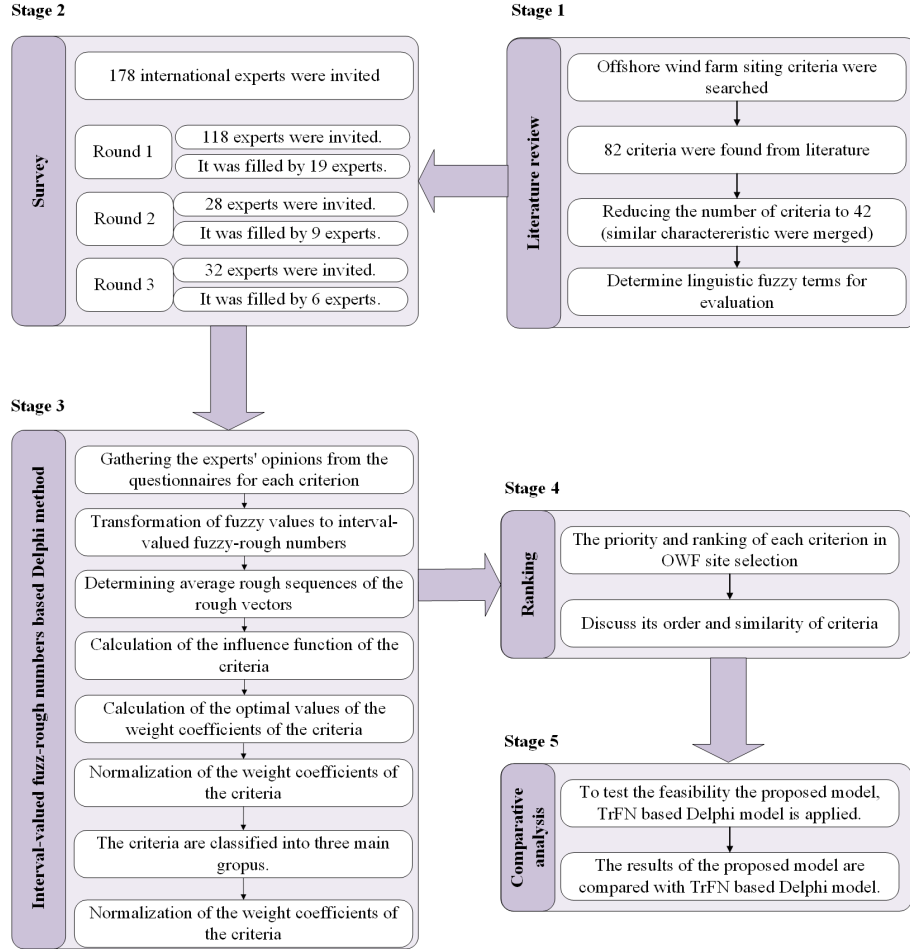 Stage 1
Literature review
Offshore wind farm siting criteria were
searched
82 criteria were found from literature
Reducing the number of criteria to 42
(similar charactereristic were merged)
Determine linguistic fuzzy terms for
evaluation
Stage 2
Survey
178 international experts were invited
Round 1
118 experts were invited.
It was filled by 19 experts.
Round 2
28 experts were invited.
It was filled by 9 experts.
Round 3
32 experts were invited.
It was filled by 6 experts.
Stage 3
Interval-valued fuzz-rough numbers based Delphi method
Gathering the experts' opinions from the
questionnaires for each criterion
Transformation of fuzzy values to interval-
valued fuzzy-rough numbers
Determining average rough sequences of the
rough vectors
Calculation of the influence function of the
criteria
Calculation of the optimal values of the
weight coefficients of the criteria
Normalization of the weight coefficients of
the criteria
The criteria are classified into three main
gropus.
Normalization of the weight coefficients of
the criteria
Stage 4
Ranking
The priority and ranking of each criterion in
OWF site selection
Discuss its order and similarity of criteria
Stage 5
Comparative
analysis
To test the feasibility the proposed model,
TrFN based Delphi model is applied.
The results of the proposed model are
compared with TrFN based Delphi model.